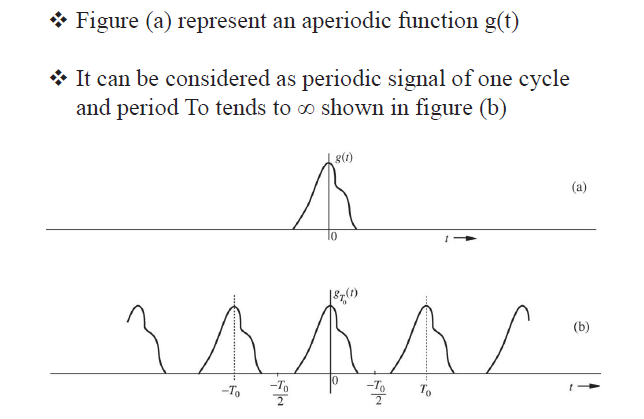 ❖ Figure (a) represent an aperiodic function g(t)
❖ It can be considered as periodic signal of one cycle
and period To tends to ∞ shown in figure (b)
g(t)
(a)
0
t
g_{T_0}(t)
(b)
0
-T_0
-T_0/2
-T_0/2
T_0
t